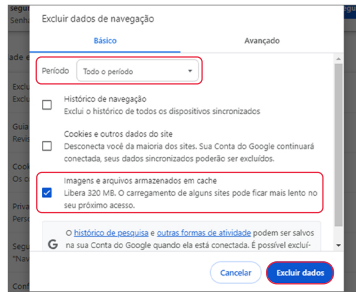 Excluir dados de navegação
Básico
Avançado
Período
Todo o período
Histórico de navegação
Exclui o histórico de todos os dispositivos sincronizados
Cookies e outros dados do site
Desconecta você da maioria dos sites. Sua Conta do Google continuará
conectada, seus dados sincronizados poderão ser excluídos.
Imagens e arquivos armazenados em cache
Libera 320 MB. O carregamento de alguns sites pode ficar mais lento no
seu próximo acesso.
O histórico de pesquisa e outras formas de atividade podem ser salvos
G na sua Conta do Google quando ela está conectada. É possível excluí-
Cancelar
Excluir dados